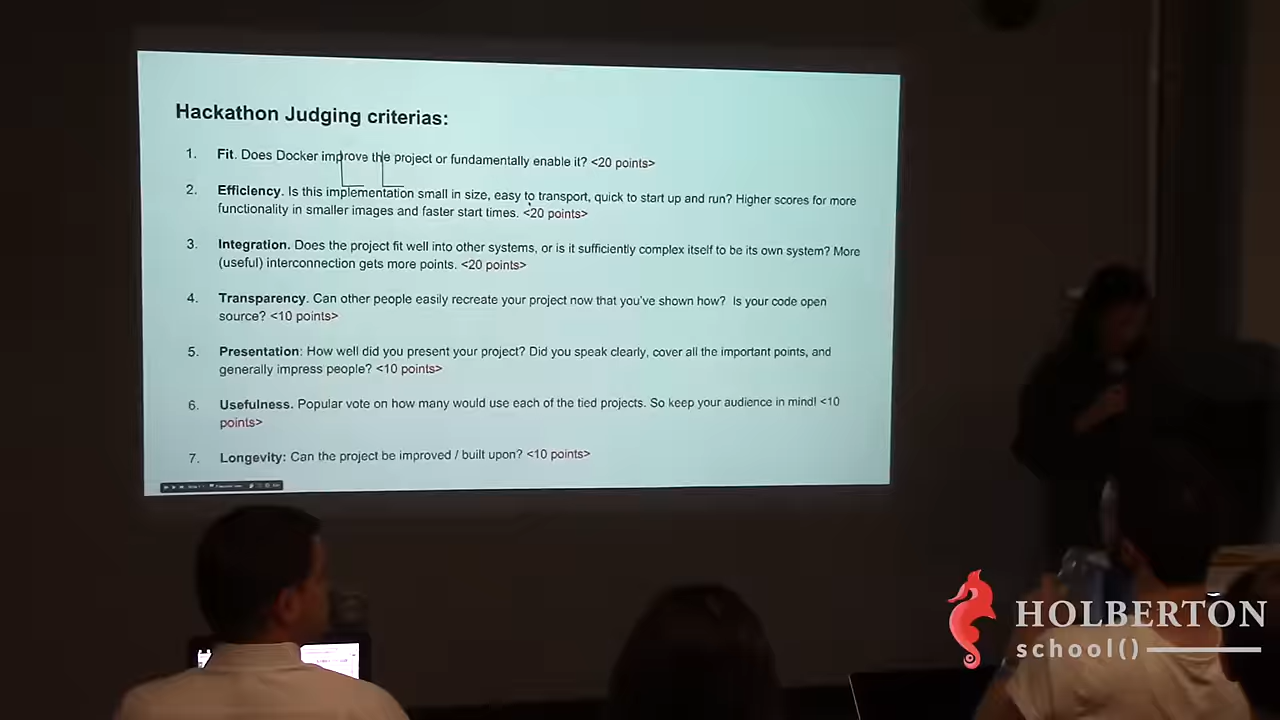 Hackathon Judging criterias:
1. Fit. Does Docker improve the project or fundamentally enable it? <20 points>
2. Efficiency. Is this implementation small in size, easy to transport, quick to start up and run? Higher scores for more
functionality in smaller images and faster start times. <20 points>
3. Integration. Does the project fit well into other systems, or is it sufficiently complex itself to be its own system? More
(useful) interconnection gets more points. <20 points>
4. Transparency. Can other people easily recreate your project now that you've shown how? Is your code open
source? <10 points>
5. Presentation: How well did you present your project? Did you speak clearly, cover all the important points, and
generally impress people? <10 points>
6. Usefulness. Popular vote on how many would use each of the tied projects. So keep your audience in mind! <10
points>
7. Longevity: Can the project be improved / built upon? <10 points>
HOLBERTON
school()